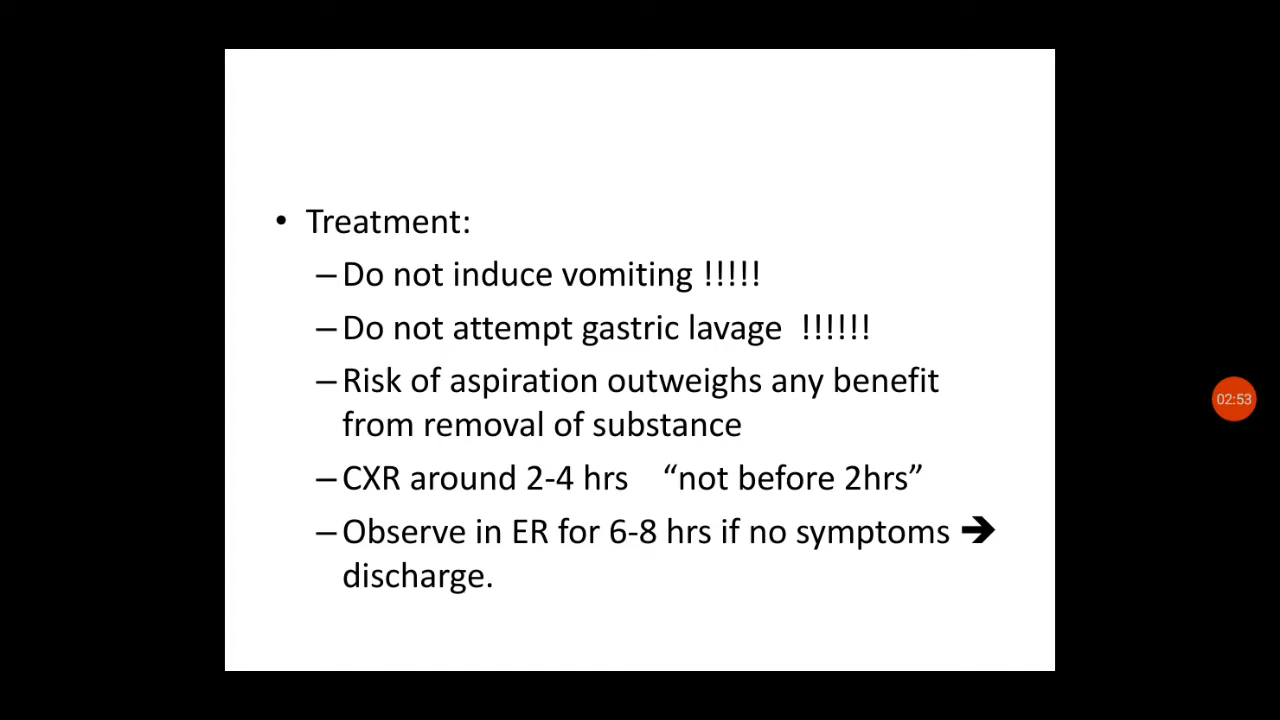 • Treatment:
– Do not induce vomiting !!!!!
– Do not attempt gastric lavage  !!!!!!
– Risk of aspiration outweighs any benefit
from removal of substance
– CXR around 2-4 hrs    “not before 2hrs”
– Observe in ER for 6-8 hrs if no symptoms ➔
discharge.
02:53